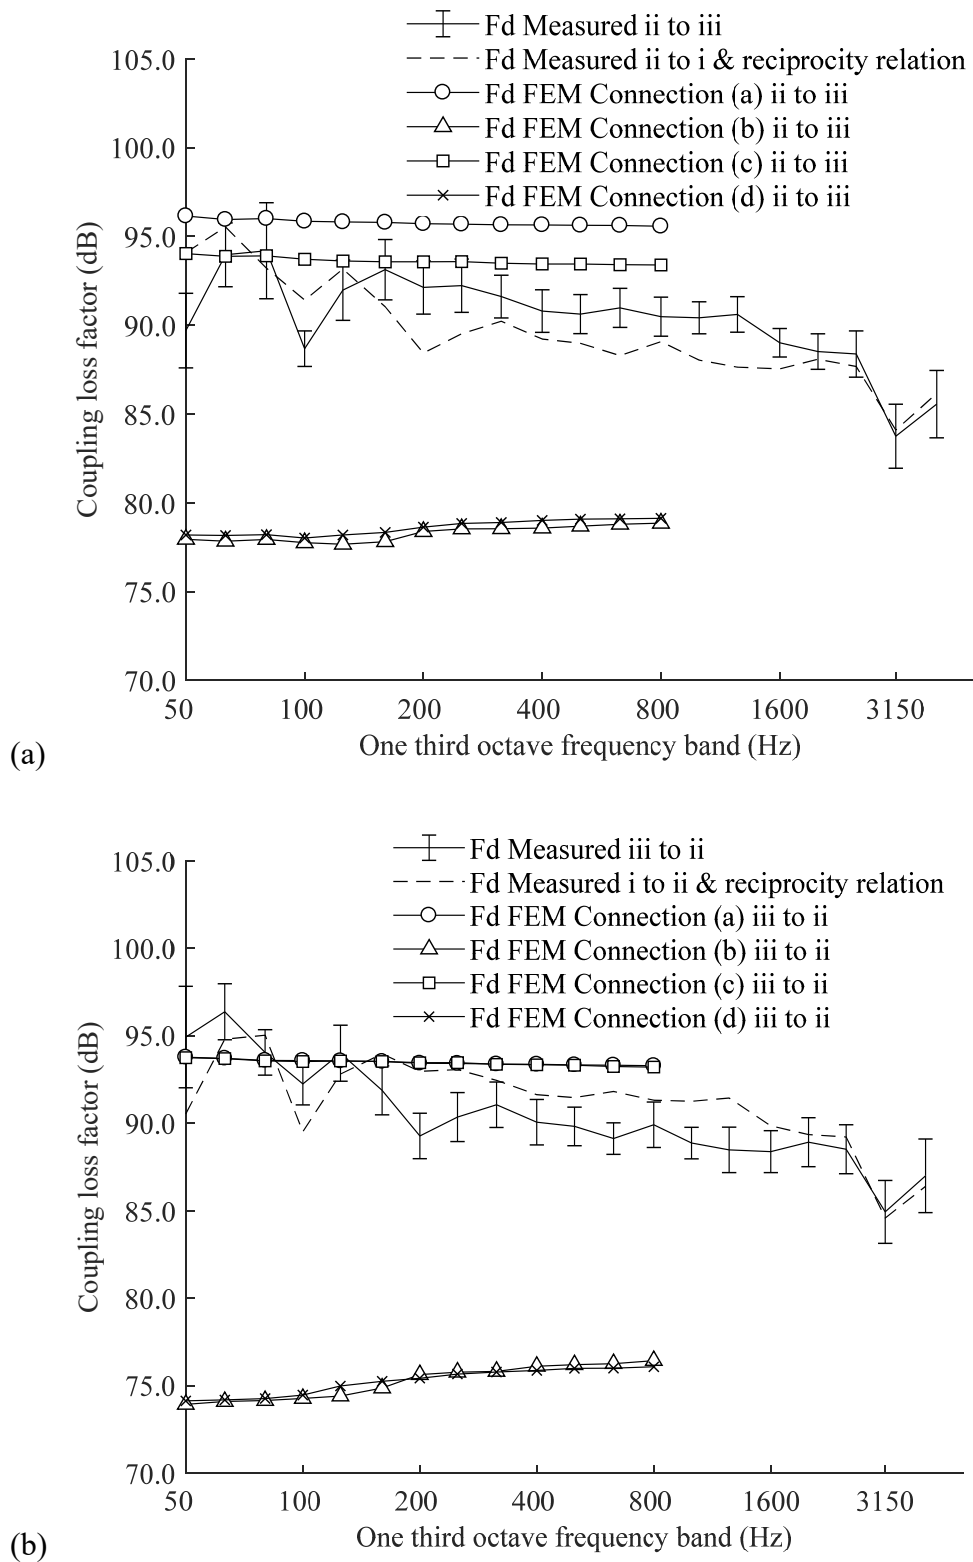 Fd Measured ii to iii
Fd Measured ii to i & reciprocity relation
Fd FEM Connection (a) ii to iii
Fd FEM Connection (b) ii to iii
Fd FEM Connection (c) ii to iii
Fd FEM Connection (d) ii to iii
105.0
100.0
95.0
90.0
85.0
80.0
75.0
70.0
Coupling loss factor (dB)
50 100 200 400 800 1600 3150
One third octave frequency band (Hz)
(a)
Fd Measured iii to ii
Fd Measured i to ii & reciprocity relation
Fd FEM Connection (a) iii to ii
Fd FEM Connection (b) iii to ii
Fd FEM Connection (c) iii to ii
Fd FEM Connection (d) iii to ii
105.0
100.0
95.0
90.0
85.0
80.0
75.0
70.0
Coupling loss factor (dB)
50 100 200 400 800 1600 3150
One third octave frequency band (Hz)
(b)